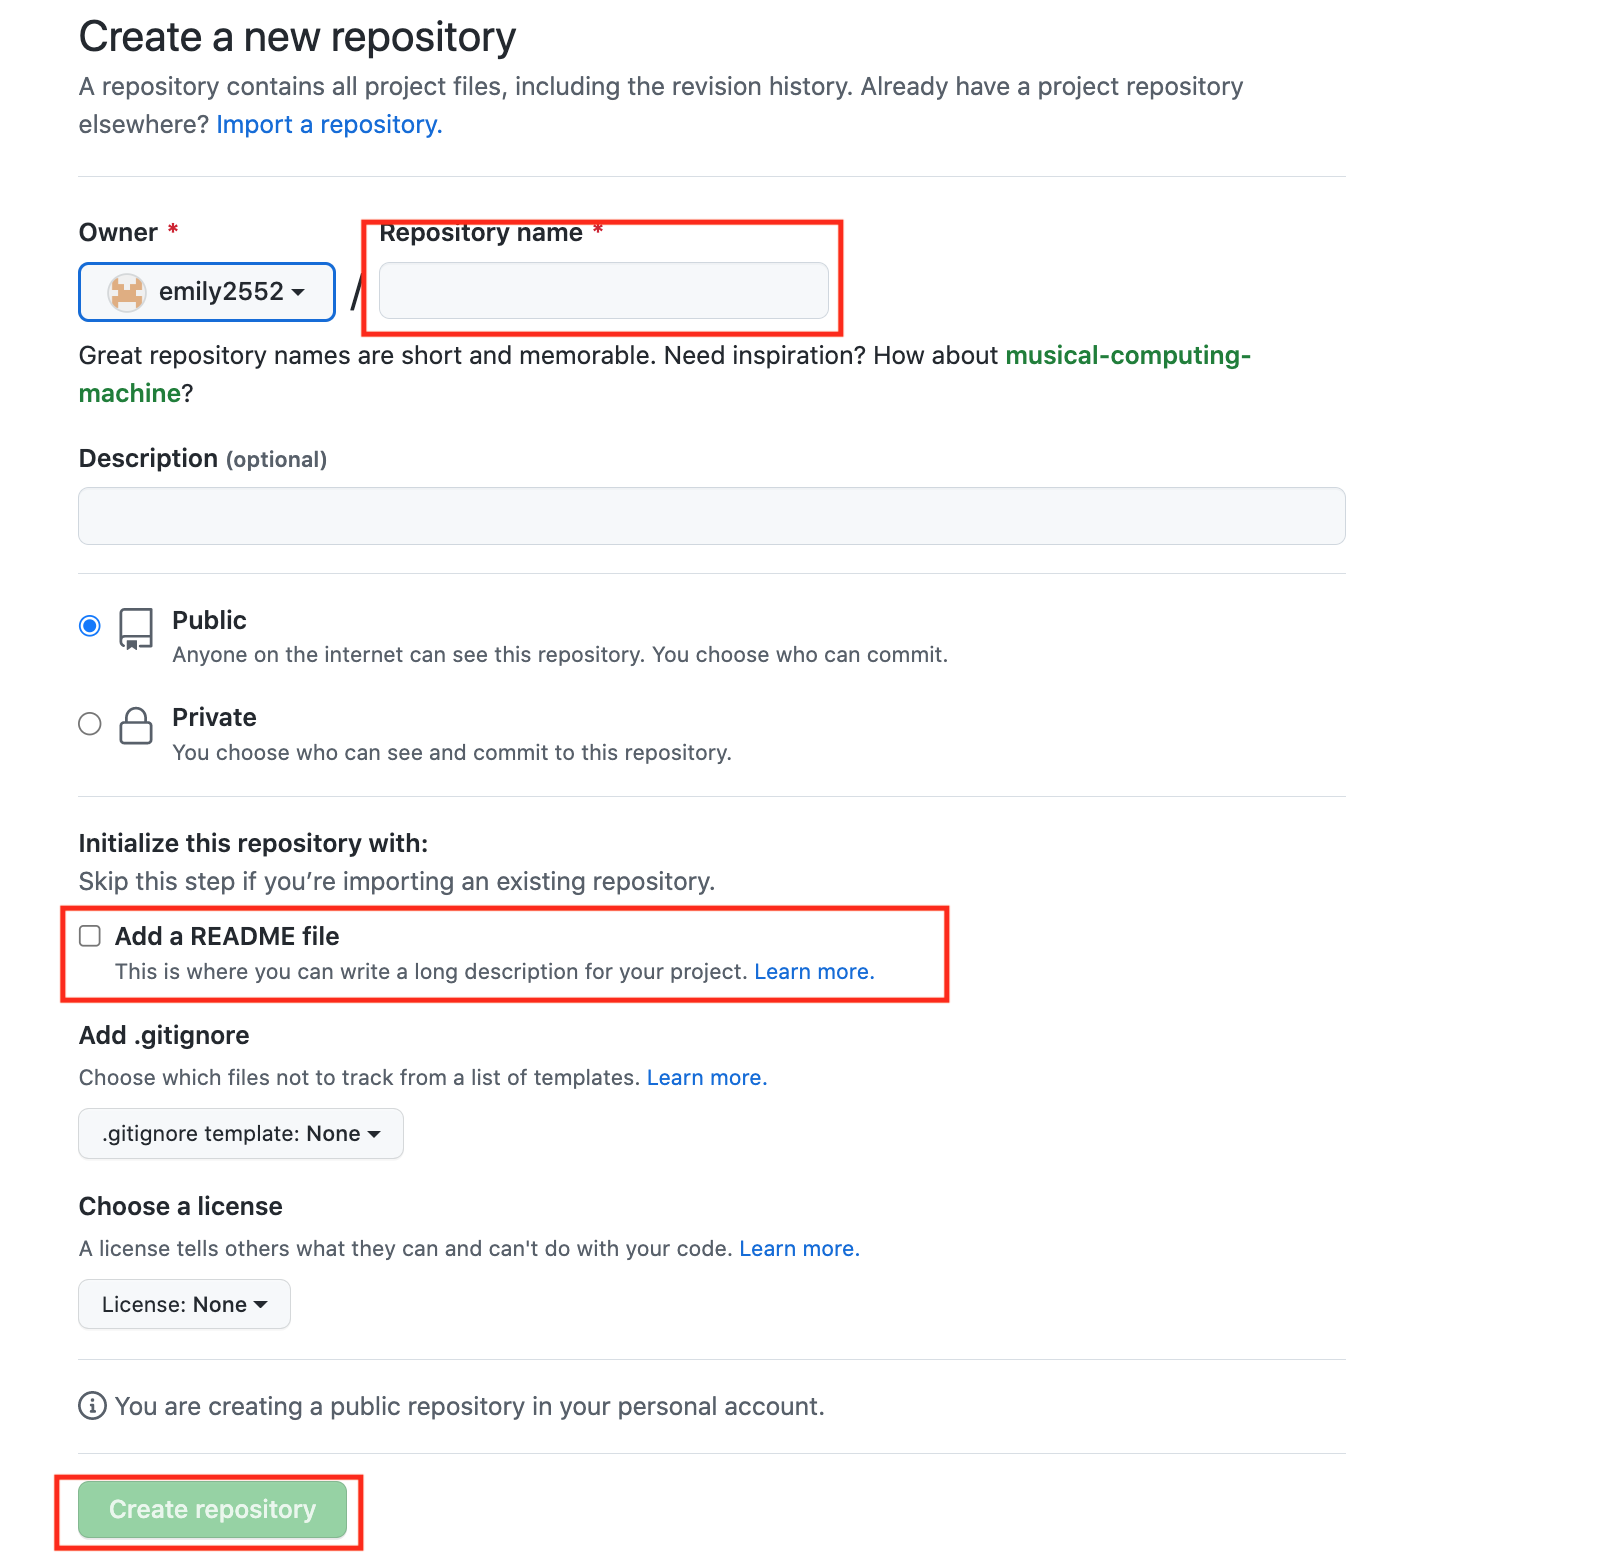 Create a new repository
A repository contains all project files, including the revision history. Already have a project repository
elsewhere? Import a repository.
Owner * Repository name *
emily2552 /
Great repository names are short and memorable. Need inspiration? How about musical-computing-
machine?
Description (optional)
Public
Anyone on the internet can see this repository. You choose who can commit.
Private
You choose who can see and commit to this repository.
Initialize this repository with:
Skip this step if you’re importing an existing repository.
Add a README file
This is where you can write a long description for your project. Learn more.
Add .gitignore
Choose which files not to track from a list of templates. Learn more.
.gitignore template: None
Choose a license
A license tells others what they can and can't do with your code. Learn more.
License: None
You are creating a public repository in your personal account.
Create repository